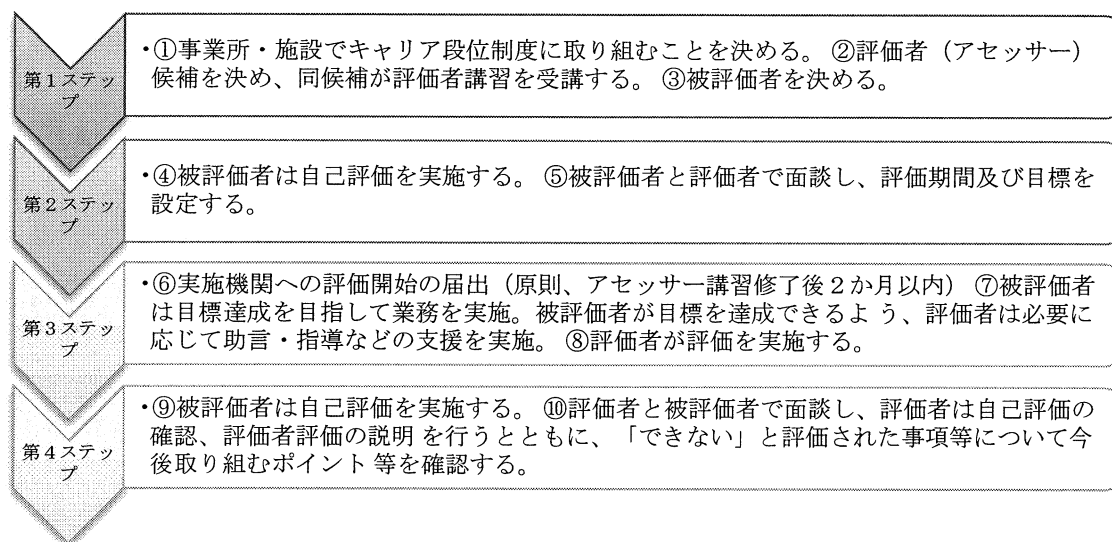 第１ステッ
プ
・①事業所・施設でキャリア段位制度に取り組むことを決める。 ②評価者（アセッサー）
候補を決め、同候補が評価者講習を受講する。 ③被評価者を決める。
第２ステッ
プ
・④被評価者は自己評価を実施する。 ⑤被評価者と評価者で面談し、評価期間及び目標を
設定する。
第３ステッ
プ
・⑥実施機関への評価開始の届出（原則、アセッサー講習修了後２か月以内） ⑦被評価者
は目標達成を目指して業務を実施。被評価者が目標を達成できるよ う、評価者は必要に
応じて助言・指導などの支援を実施。 ⑧評価者が評価を実施する。
第４ステッ
プ
・⑨被評価者は自己評価を実施する。 ⑩評価者と被評価者で面談し、評価者は自己評価の
確認、評価者評価の説明 を行うとともに、「できない」と評価された事項等について今
後取り組むポイント 等を確認する。